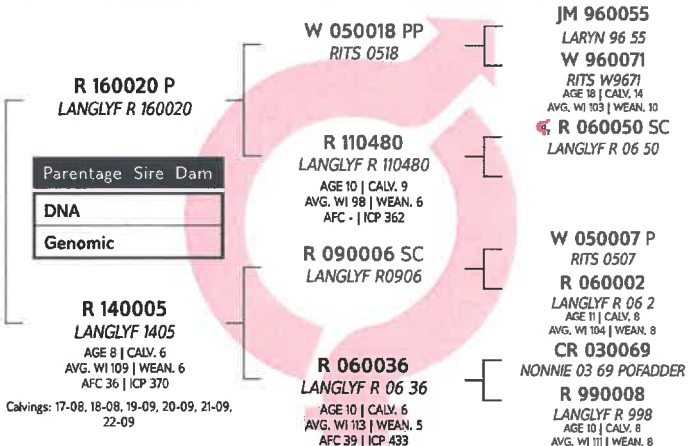 R 160020 P
LANGLYF R 160020
Parentage Sire Dam
DNA
Genomic
R 140005
LANGLYF 1405
AGE 8 | CALV. 6
AVG. WI 109 | WEAN. 6
AFC 36 | ICP 370
Calvings: 17-08, 18-08, 19-09, 20-09, 21-09,
22-09
W 050018 PP
RITS 0518
R 110480
LANGLYF R 110480
AGE 10 | CALV. 9
AVG. WI 98 | WEAN. 6
AFC - | ICP 362
R 090006 SC
LANGLYF R0906
R 060036
LANGLYF R 06 36
AGE 10 | CALV. 6
AVG. WI 113 | WEAN. 5
AFC 39 | ICP 433
JM 960055
LARYN 96 55
W 960071
RITS W9671
AGE 18 | CALV. 14
AVG. WI 103 | WEAN. 10
R 060050 SC
LANGLYF R 06 50
W 050007 P
RITS 0507
R 060002
LANGLYF R 06 2
AGE 11 | CALV. 8
AVG. WI 104 | WEAN. 8
CR 030069
NONNIE 03 69 POFADDER
R 990008
LANGLYF R 998
AGE 10 | CALV. 8
AVG. WI 111 | WEAN. 8